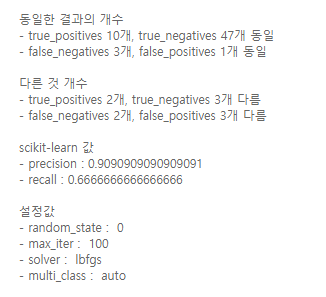 동일한 결과의 개수
- true_positives 10개, true_negatives 47개 동일
- false_negatives 3개, false_positives 1개 동일
다른 것 개수
- true_positives 2개, true_negatives 3개 다름
- false_negatives 2개, false_positives 3개 다름
scikit-learn 값
- precision : 0.9090909090909091
- recall : 0.6666666666666666
설정값
- random_state :  0
- max_iter :  100
- solver :  lbfgs
- multi_class :  auto